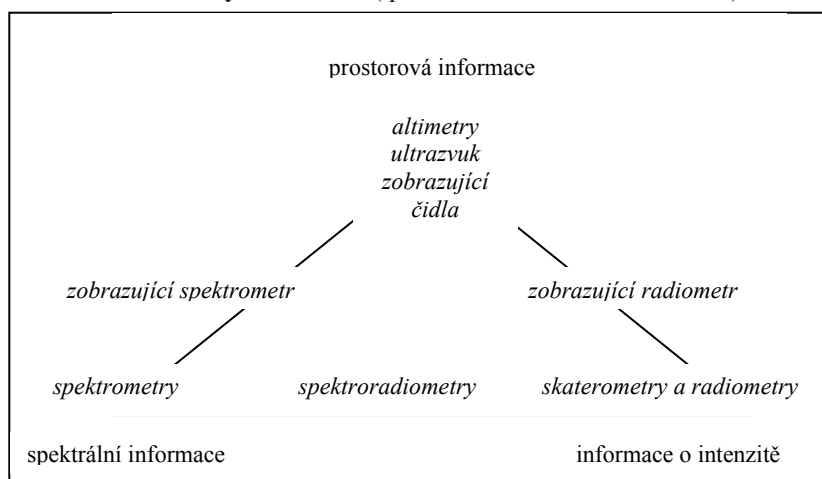 prostorová informace
altimetry
ultrazvuk
zobrazující
čidla
zobrazující spektrometr zobrazující radiometr
spektrometry spektroradiometry skaterometry a radiometry
spektrální informace informace o intenzitě